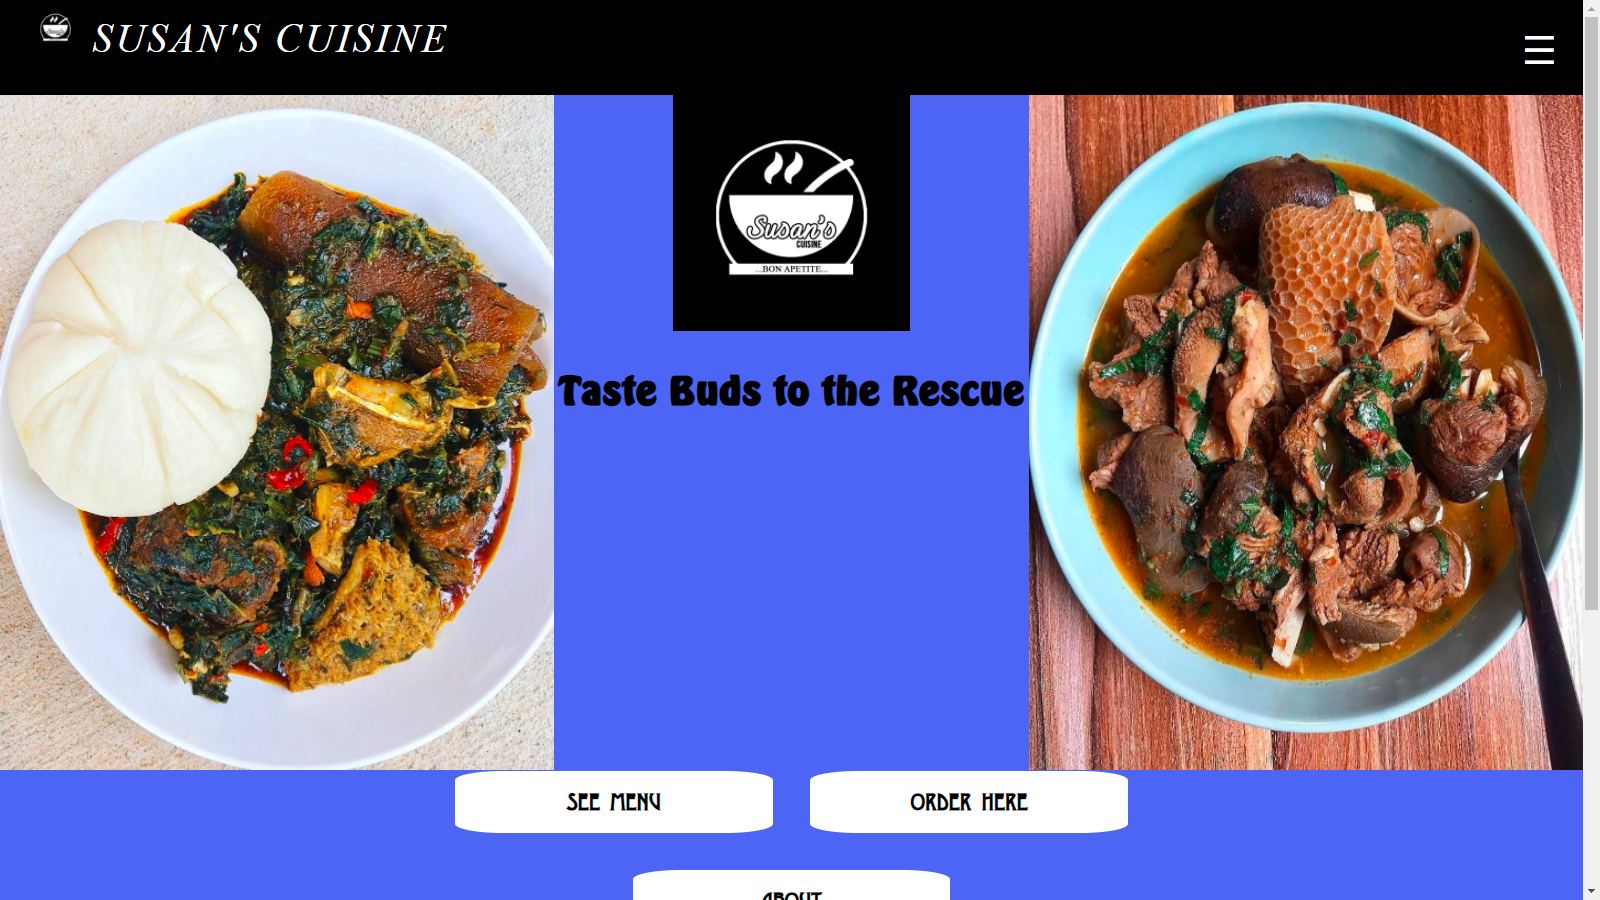 SUSAN'S CUISINE
Susan's
CUISINE
...BON APETITE...
Taste Buds to the Rescue
SEE MENU
ORDER HERE
ABOUT